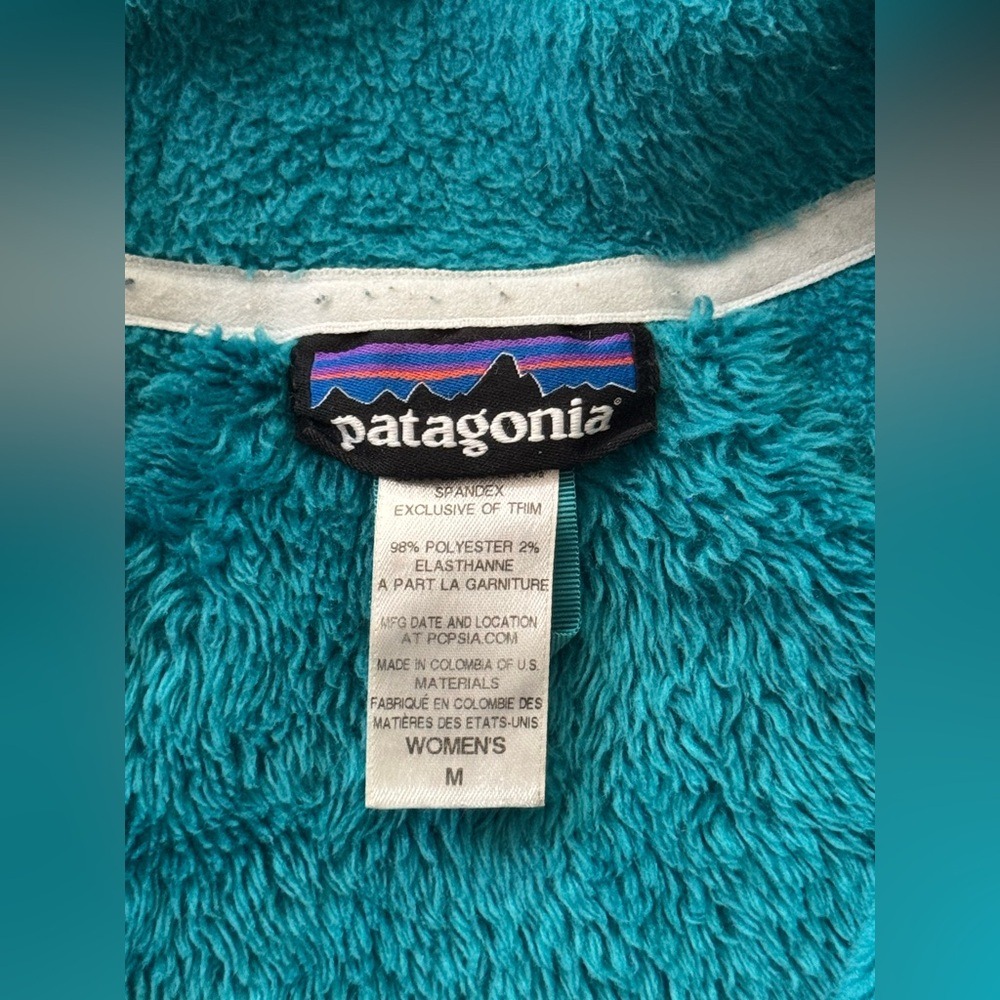 patagonia®
SPANDEX
EXCLUSIVE OF TRIM
98% POLYESTER 2%
ELASTHANNE
A PART LA GARNITURE
MFG DATE AND LOCATION
AT PCPSIA.COM
MADE IN COLOMBIA OF U.S.
MATERIALS
FABRIQUÉ EN COLOMBIE DES
MATIÈRES DES ETATS-UNIS
WOMEN'S
M